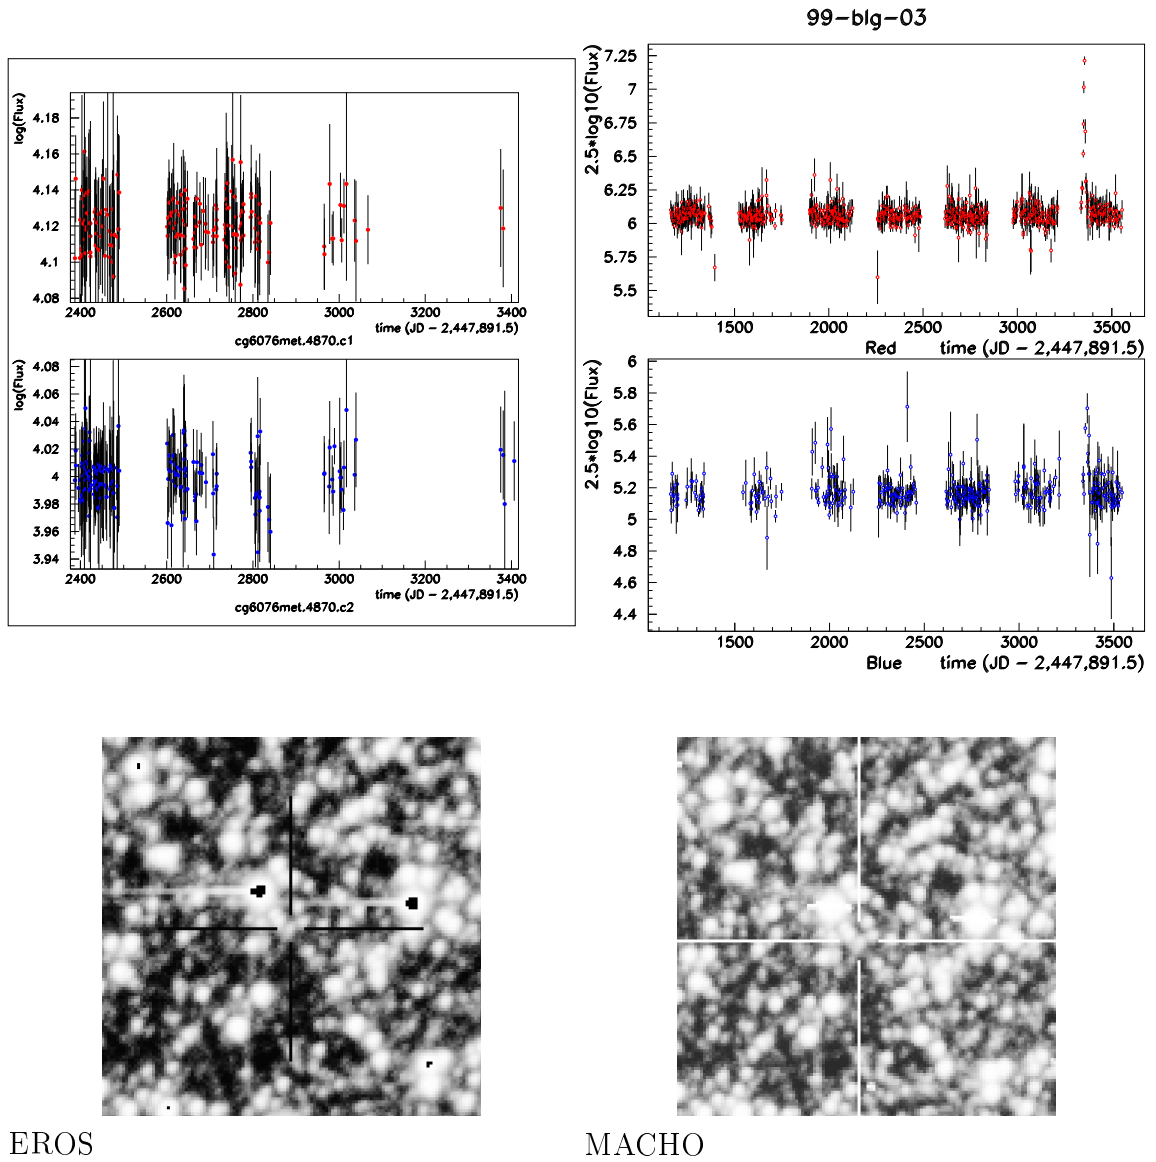 99-blg-03
log(Flux)
4.18
4.16
4.14
4.12
4.1
4.08
2400 2600 2800 3000 3200 3400
time (JD - 2,447,891.5)
cg6076met.4870.c1
log(Flux)
4.08
4.06
4.04
4.02
4
3.98
3.96
3.94
2400 2600 2800 3000 3200 3400
time (JD - 2,447,891.5)
cg6076met.4870.c2
2.5*log10(Flux)
7.25
7
6.75
6.5
6.25
6
5.75
5.5
1500 2000 2500 3000 3500
Red time (JD - 2,447,891.5)
2.5*log10(Flux)
6
5.8
5.6
5.4
5.2
5
4.8
4.6
4.4
1500 2000 2500 3000 3500
Blue time (JD - 2,447,891.5)
EROS
MACHO